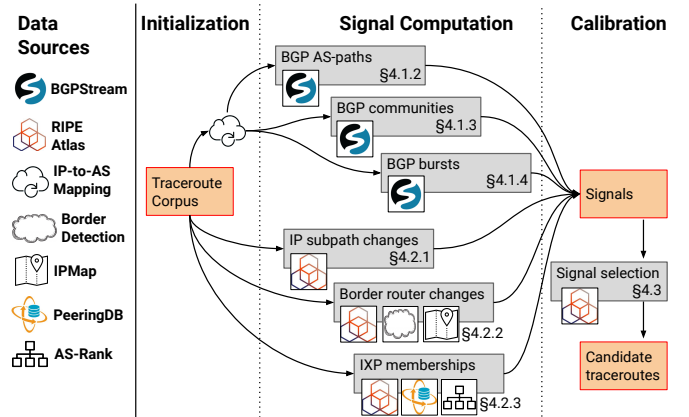 Data
Sources
BGPStream
RIPE
Atlas
IP-to-AS
Mapping
Border
Detection
IPMap
PeeringDB
AS-Rank
Initialization
Traceroute
Corpus
Signal Computation
BGP AS-paths
§4.1.2
BGP communities
§4.1.3
BGP bursts
§4.1.4
IP subpath changes
§4.2.1
Border router changes
§4.2.2
IXP memberships
§4.2.3
Calibration
Signals
Signal selection
§4.3
Candidate
traceroutes